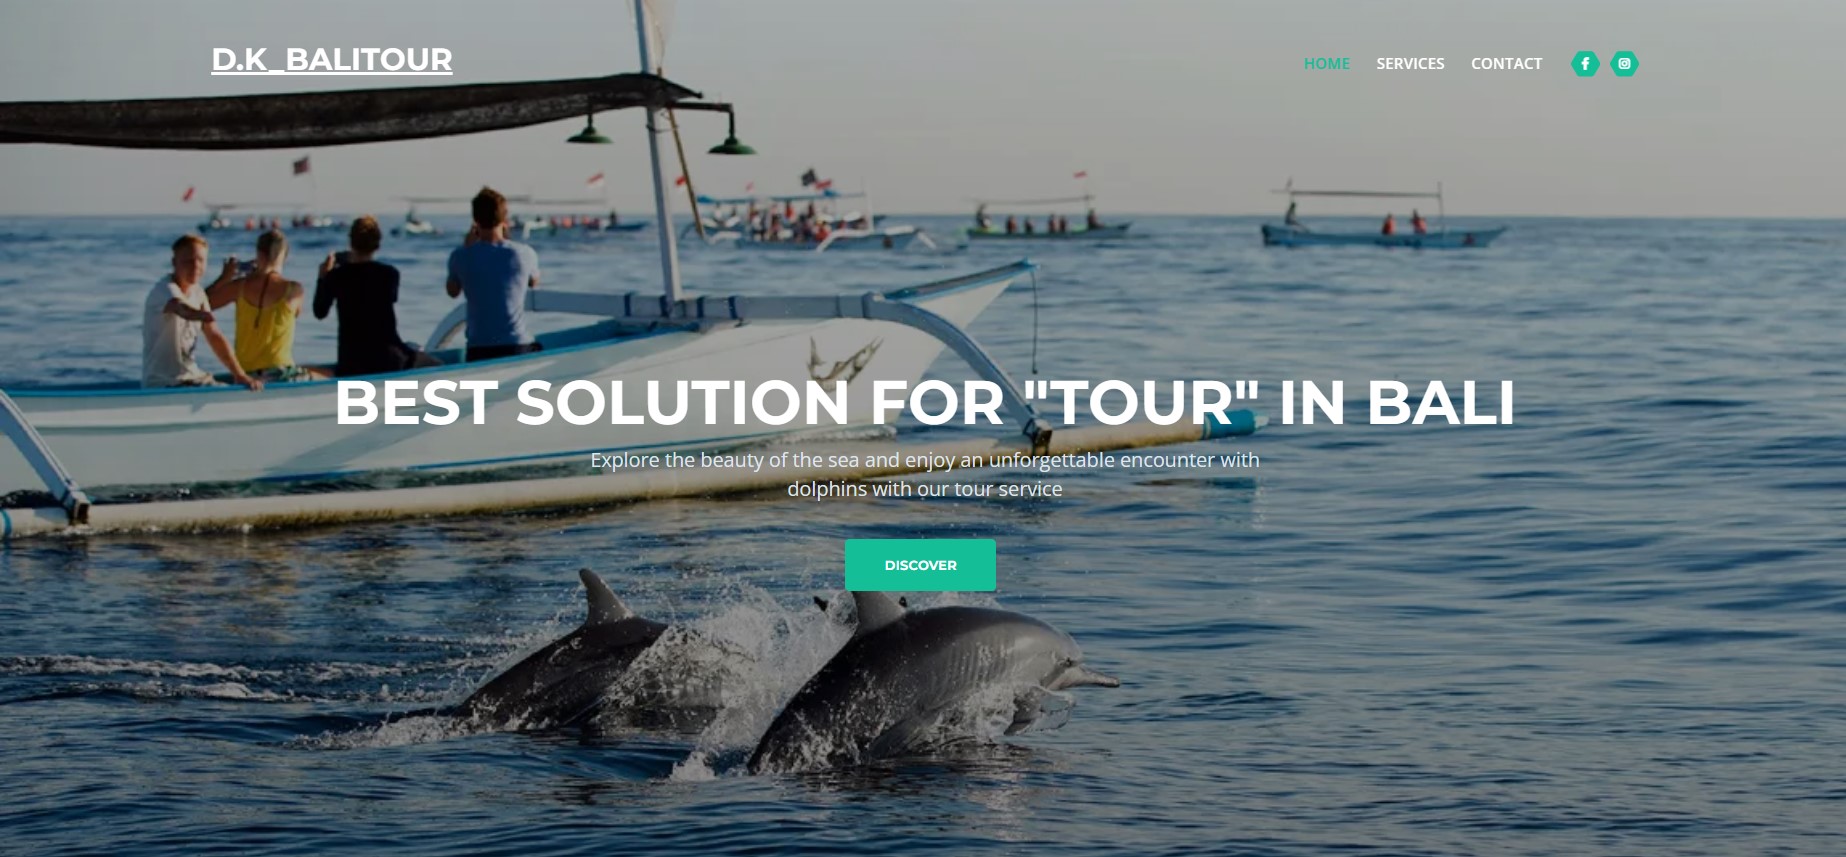 D.K_BALITOUR
HOME SERVICES CONTACT
BEST SOLUTION FOR "TOUR" IN BALI
Explore the beauty of the sea and enjoy an unforgettable encounter with
dolphins with our tour service
DISCOVER